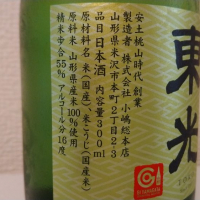 東光
安土桃山時代 創業
製造者 株式会社 小嶋総本店
山形県米沢市本町2丁目2-3
品目 日本酒 内容量300ml
原材料名 米(国産)、米こうじ(国産米)
原料米 山形県産米100%使用
精米歩合55% アルコール分16度